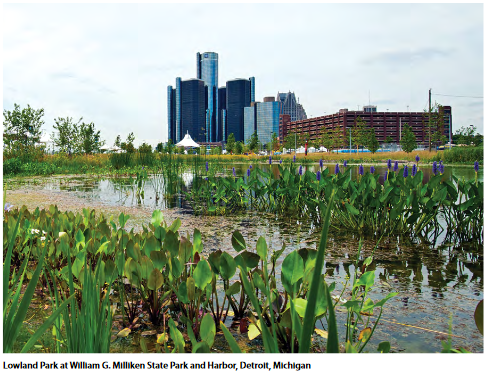 Lowland Park at William G. Milliken State Park and Harbor, Detroit, Michigan